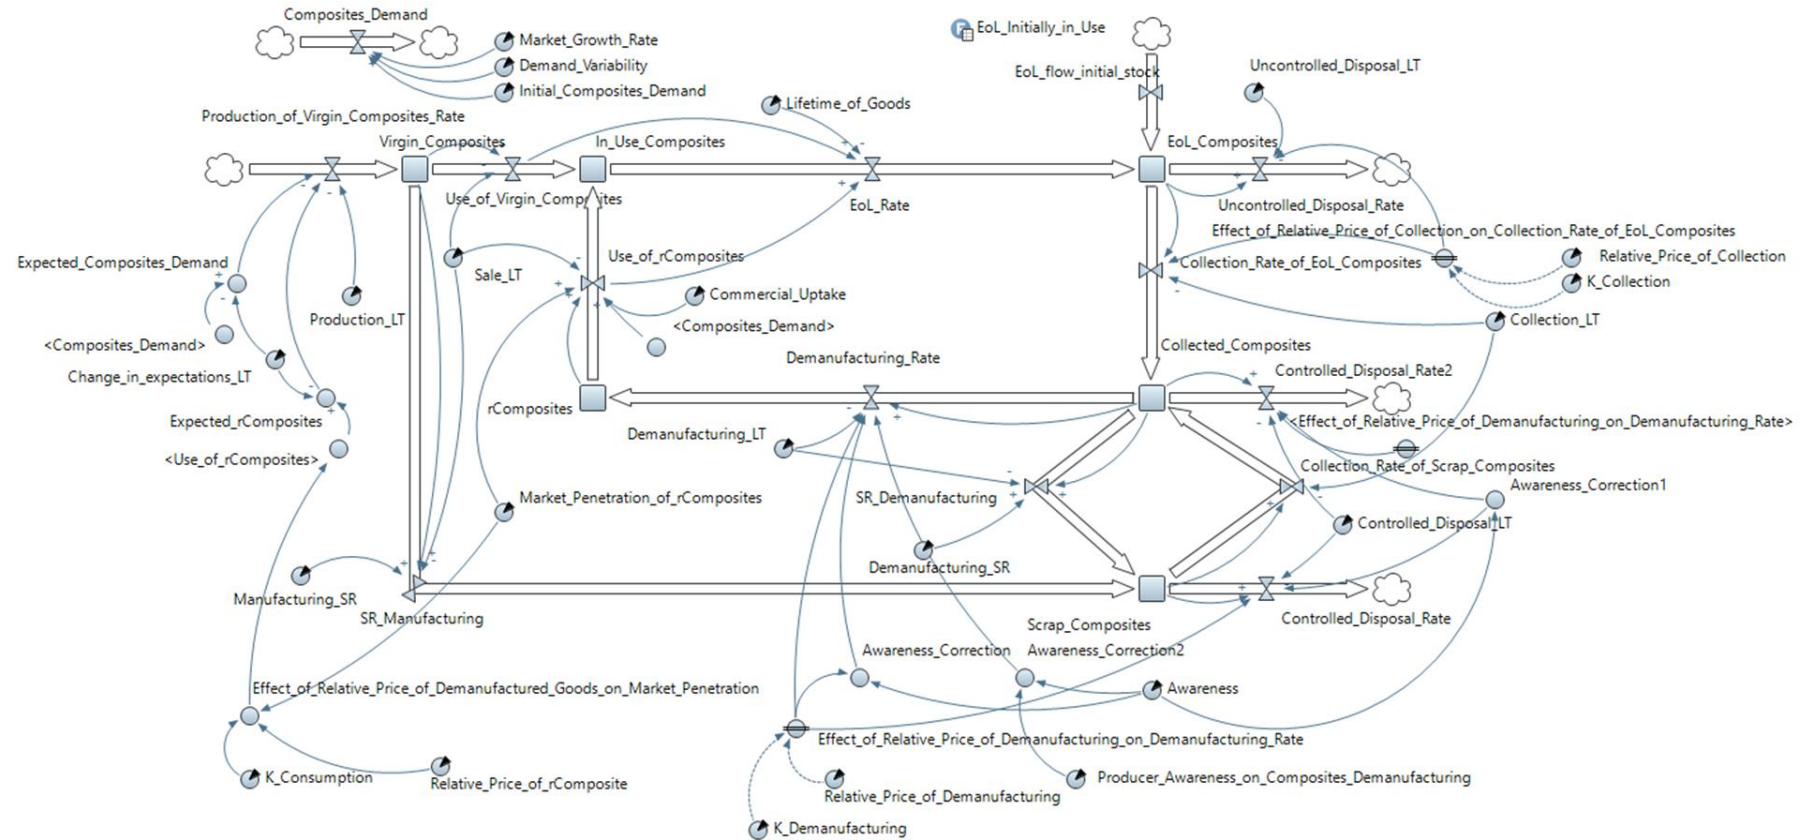 Composites_Demand
EoL_Initially_in_Use
Market_Growth_Rate
Demand_Variability
Initial_Composites_Demand
EoL_flow_initial_stock
Uncontrolled_Disposal_LT
Lifetime_of_Goods
Production_of_Virgin_Composites_Rate
Virgin_Composites
In_Use_Composites
EoL_Composites
Use_of_Virgin_Composites
EoL_Rate
Uncontrolled_Disposal_Rate
Effect_of_Relative_Price_of_Collection_on_Collection_Rate_of_EoL_Composites
Expected_Composites_Demand
Sale_LT
Use_of_rComposites
Collection_Rate_of_EoL_Composites
Relative_Price_of_Collection
K_Collection
Commercial_Uptake
Production_LT
<Composites_Demand>
Collection_LT
<Composites_Demand>
Demanufacturing_Rate
Collected_Composites
Change_in_expectations_LT
Controlled_Disposal_Rate2
rComposites
Expected_rComposites
<Effect_of_Relative_Price_of_Demanufacturing_on_Demanufacturing_Rate>
Demanufacturing_LT
<Use_of_rComposites>
Collection_Rate_of_Scrap_Composites
Awareness_Correction1
Market_Penetration_of_rComposites
SR_Demanufacturing
Controlled_Disposal_LT
Demanufacturing_SR
Manufacturing_SR
SR_Manufacturing
Scrap_Composites
Controlled_Disposal_Rate
Awareness_Correction
Awareness_Correction2
Effect_of_Relative_Price_of_Demanufactured_Goods_on_Market_Penetration
Awareness
Effect_of_Relative_Price_of_Demanufacturing_on_Demanufacturing_Rate
K_Consumption
Relative_Price_of_rComposite
Relative_Price_of_Demanufacturing
Producer_Awareness_on_Composites_Demanufacturing
K_Demanufacturing